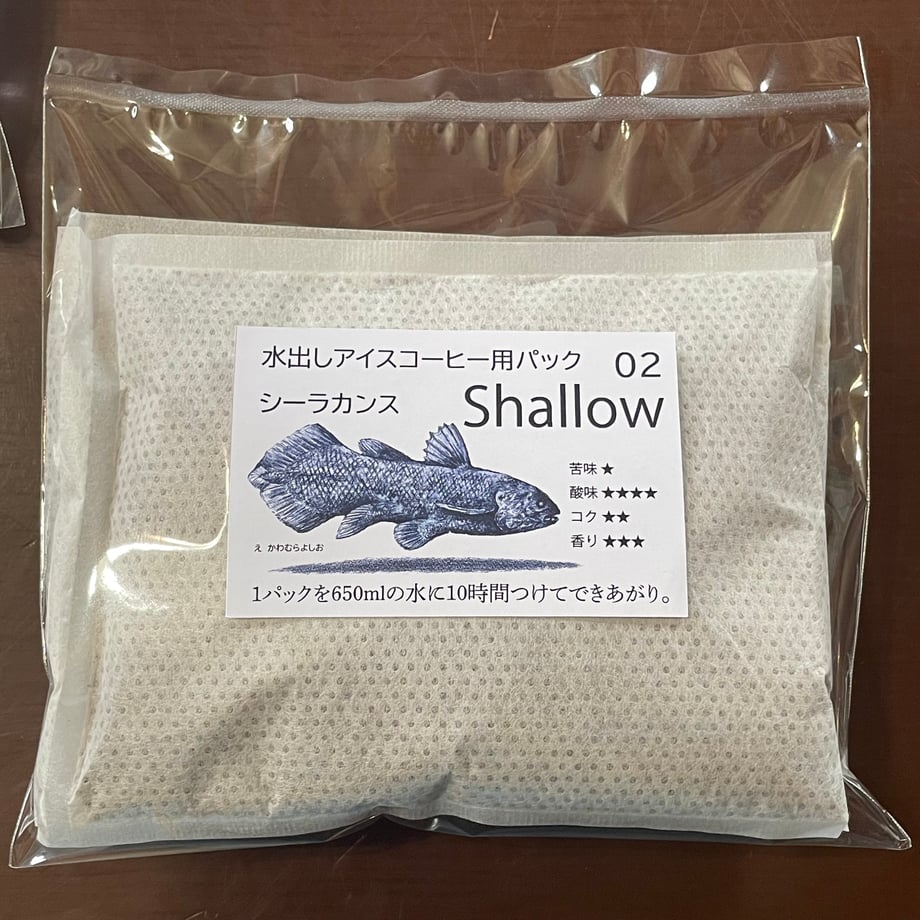 水出しアイスコーヒー用パック 02
シーラカンス Shallow
苦味 ★
酸味 ★★★★
コク ★★
香り ★★★
え かわむらよしお
1パックを650mlの水に10時間つけてできあがり。